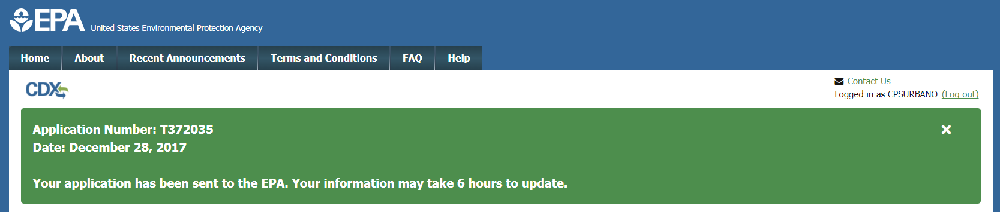 EPA United States Environmental Protection Agency
Home About Recent Announcements Terms and Conditions FAQ Help
CDX
Contact Us
Logged in as CPSURBANO (Log out)
Application Number: T372035
Date: December 28, 2017
Your application has been sent to the EPA. Your information may take 6 hours to update.